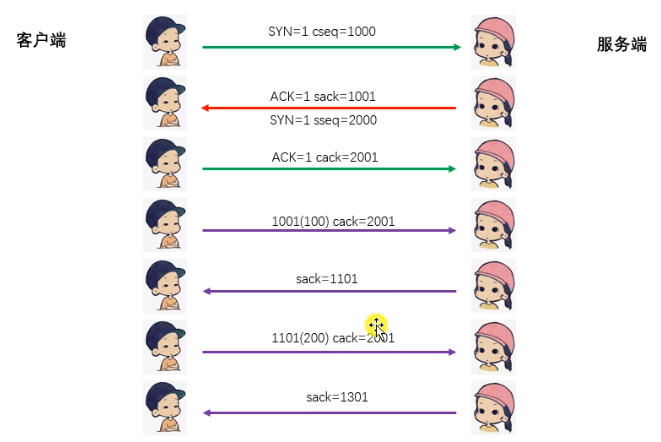 客户端
服务端
SYN=1 cseq=1000
ACK=1 sack=1001
SYN=1 sseq=2000
ACK=1 cack=2001
1001(100) cack=2001
sack=1101
1101(200) cack=2001
sack=1301